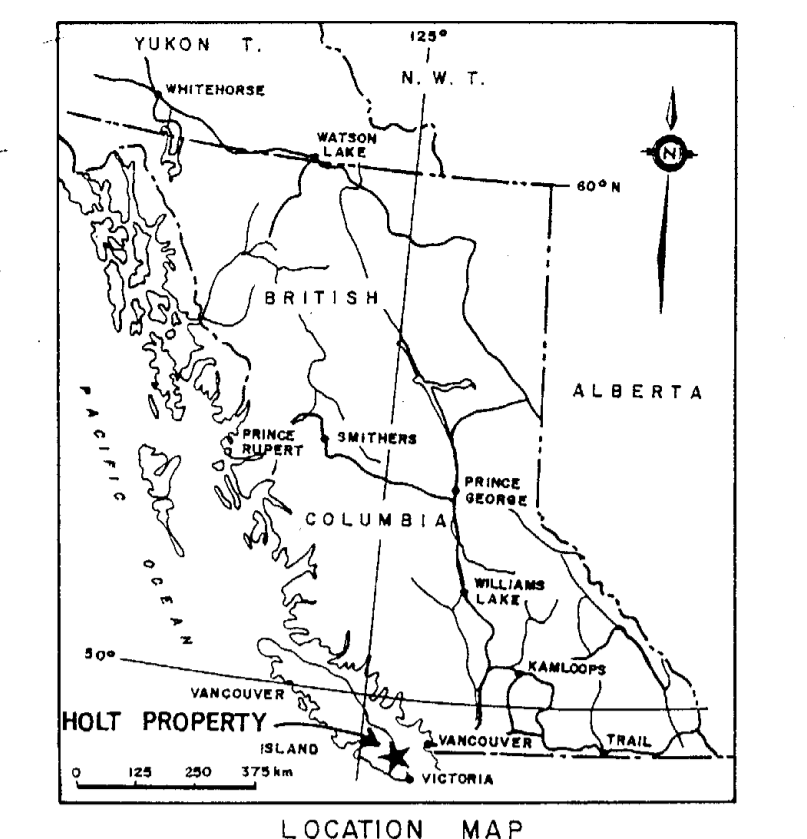 YUKON T.
125°
N. W. T.
WHITEHORSE
WATSON
LAKE
N
60° N
BRITISH
ALBERTA
PACIFIC
PRINCE
RUPERT
SMITHERS
PRINCE
GEORGE
COLUMBIA
OCEAN
WILLIAMS
LAKE
50°
KAMLOOPS
VANCOUVER
HOLT PROPERTY
ISLAND
VANCOUVER
TRAIL
0 125 250 375 km
VICTORIA
LOCATION MAP